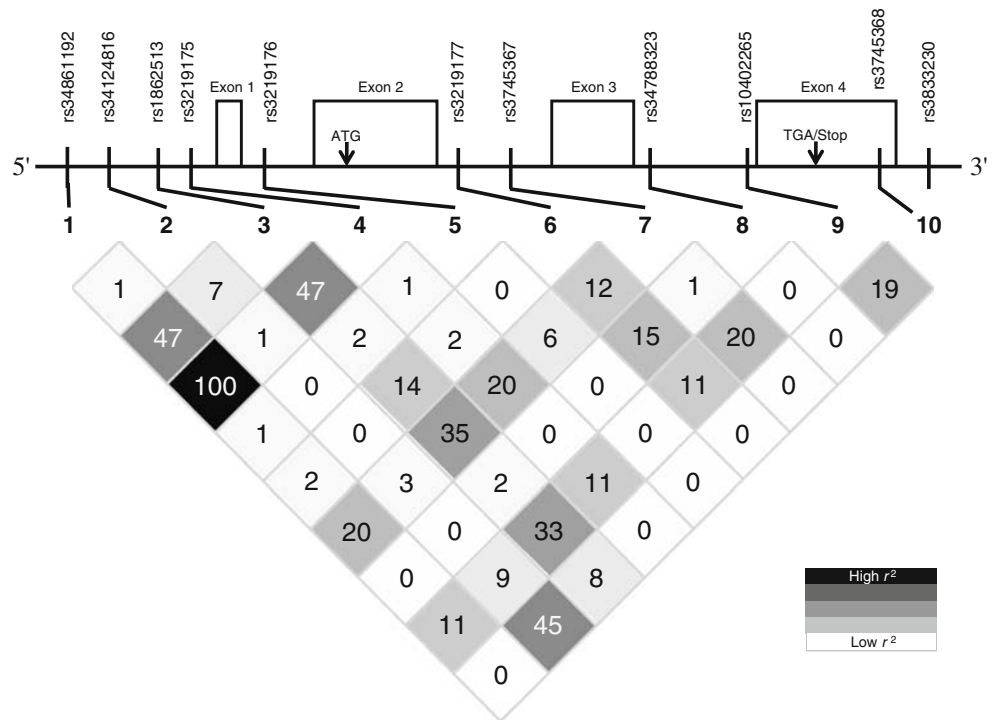 rs34861192 rs34124816 rs1862513 rs3219175 rs3219176 rs3219177 rs3745367 rs34788323 rs10402265 rs3745368 rs3833230
Exon 1 Exon 2 Exon 3 Exon 4
ATG TGA/Stop
5' 3'
1 2 3 4 5 6 7 8 9 10
1 7 47 1 0 12 1 0 19
47 1 2 2 6 15 20 0
100 0 14 20 0 11 0
1 0 35 0 0 0
2 3 2 11 0
20 0 33 0
0 9 8
11 45
0
High r²
Low r²